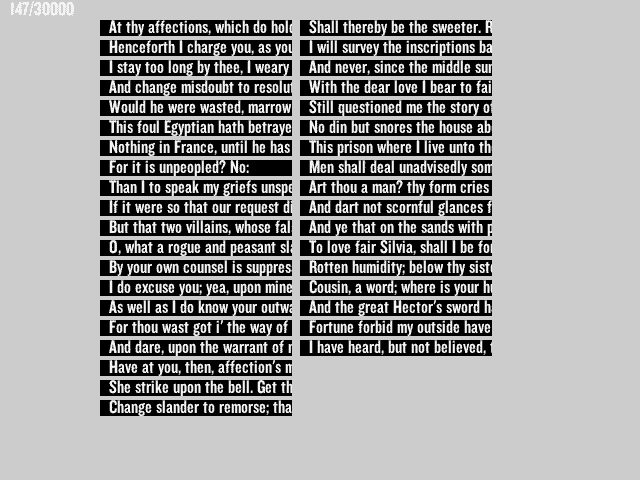 147/30000
At thy affections, which do hold
Henceforth I charge you, as you
I stay too long by thee, I weary
And change misdoubt to resolut
Would he were wasted, marrow
This foul Egyptian hath betraye
Nothing in France, until he has
For it is unpeopled? No:
Than I to speak my griefs unspe
If it were so that our request di
But that two villains, whose fal
O, what a rogue and peasant sla
By your own counsel is suppres
I do excuse you; yea, upon mine
As well as I do know your outwa
For thou wast got i' the way of
And dare, upon the warrant of
Have at you, then, affection's m
She strike upon the bell. Get th
Change slander to remorse; tha
Shall thereby be the sweeter. R
I will survey the inscriptions ba
And never, since the middle sum
With the dear love I bear to fai
Still questioned me the story o
No din but snores the house ab
This prison where I live unto th
Men shall deal unadvisedly som
Art thou a man? thy form cries
And dart not scornful glances f
And ye that on the sands with p
To love fair Silvia, shall I be fo
Rotten humidity; below thy sist
Cousin, a word; where is your h
And the great Hector's sword h
Fortune forbid my outside have
I have heard, but not believed,